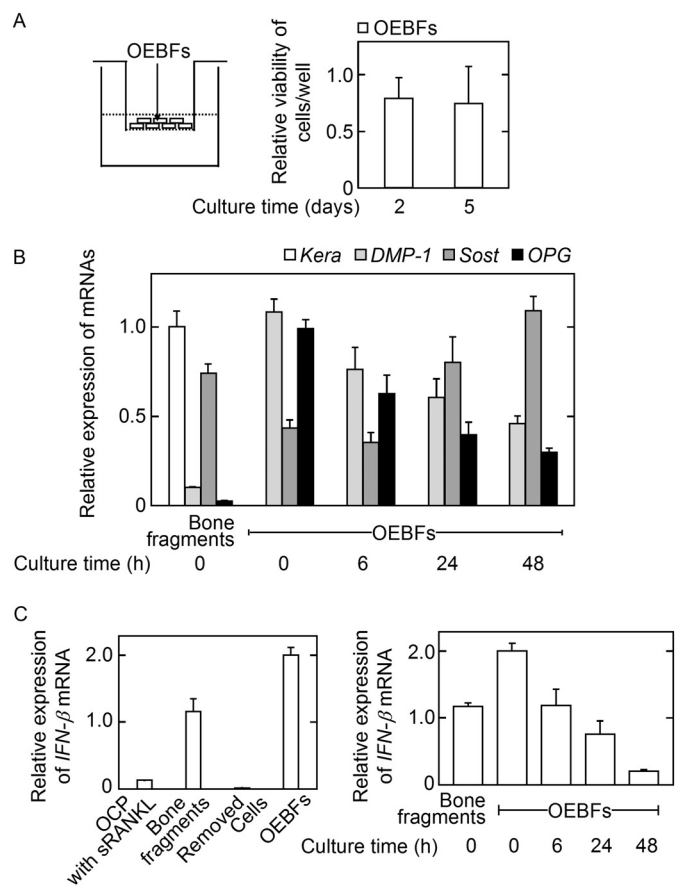 A
OEBFs
OEBFs
Relative viability of
cells/well
1.0
0.5
0
Culture time (days) 2 5
B
Kera DMP-1 Sost OPG
Relative expression of mRNAs
1.0
0.5
0
Bone
fragments
OEBFs
Culture time (h) 0 0 6 24 48
C
Relative expression
of IFN-β mRNA
2.0
1.0
0
OCP
with sRANKL
Bone
fragments
Removed
Cells
OEBFs
Relative expression
of IFN-β mRNA
2.0
1.0
0
Bone
fragments
OEBFs
Culture time (h) 0 0 6 24 48